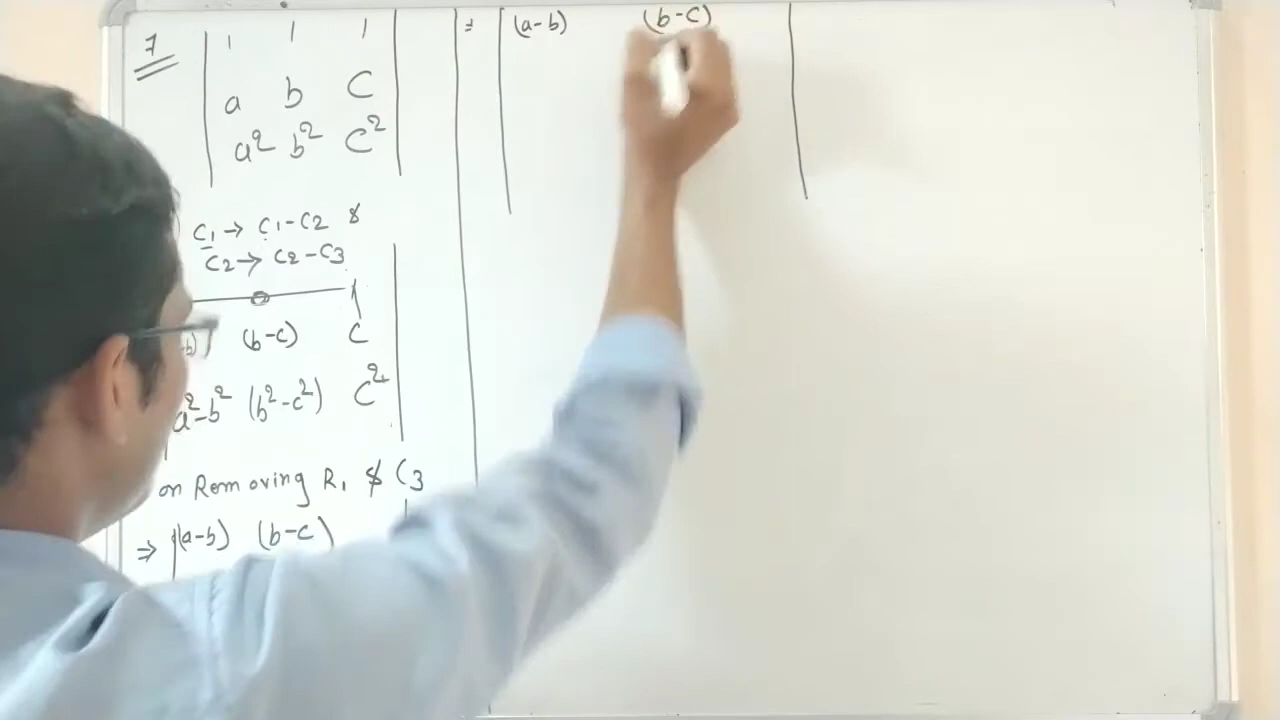 7
1 1 1
a b C
a² b² C²
C₁ → C₁-C₂ &
C₂ → C₂-C₃
1
b) (b-c) C
a²-b² (b²-c²) C²
on Removing R₁ & C₃
⇒ (a-b) (b-c)
= (a-b) (b-c)